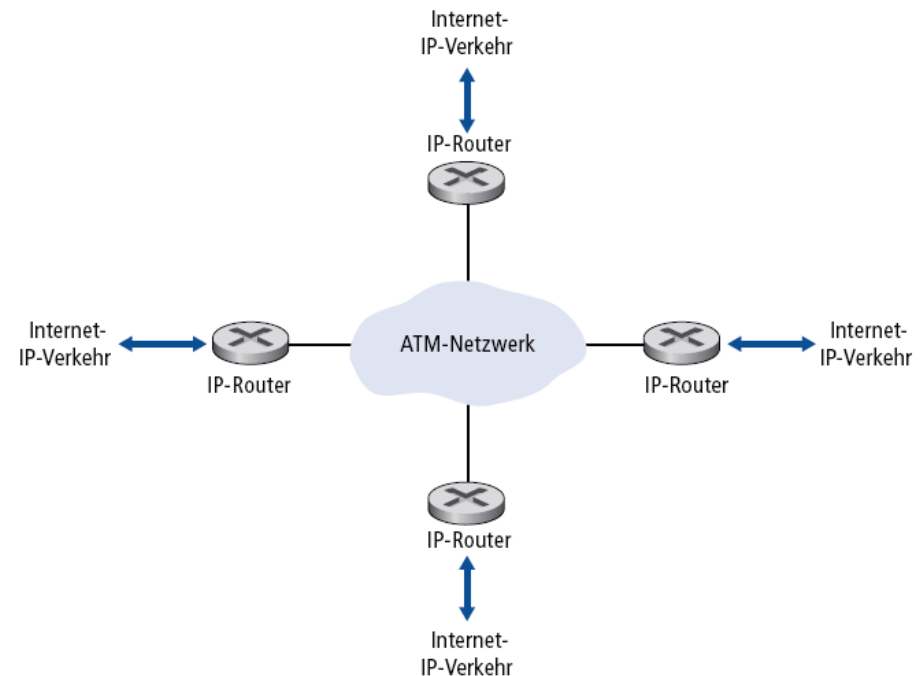 Internet-
IP-Verkehr
IP-Router
Internet-
IP-Verkehr
IP-Router
ATM-Netzwerk
IP-Router
Internet-
IP-Verkehr
IP-Router
Internet-
IP-Verkehr